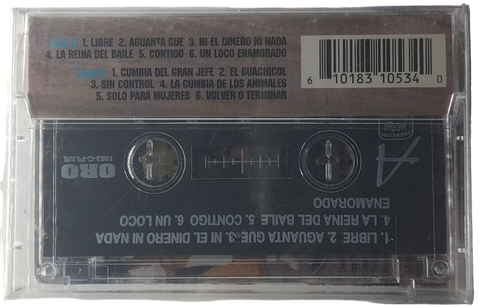 1. LIBRE 2. AGUANTA GUE 3. NI EL DINERO NI NADA
4. LA REINA DEL BAILE 5. CONTIGO 6. UN LOCO ENAMORADO
1. CUMBIA DEL GRAN JEFE 2. EL GUACHICOL
3. SIN CONTROL 4. LA CUMBIA DE LOS ANIMALES
5. SOLO PARA MUJERES 6. VOLVER O TERMINAR
6 10183 10534 0
A
ORO
1053-C-PLUS
1. LIBRE 2. AGUANTA GUE 3. NI EL DINERO NI NADA
4. LA REINA DEL BAILE 5. CONTIGO 6. UN LOCO
ENAMORADO